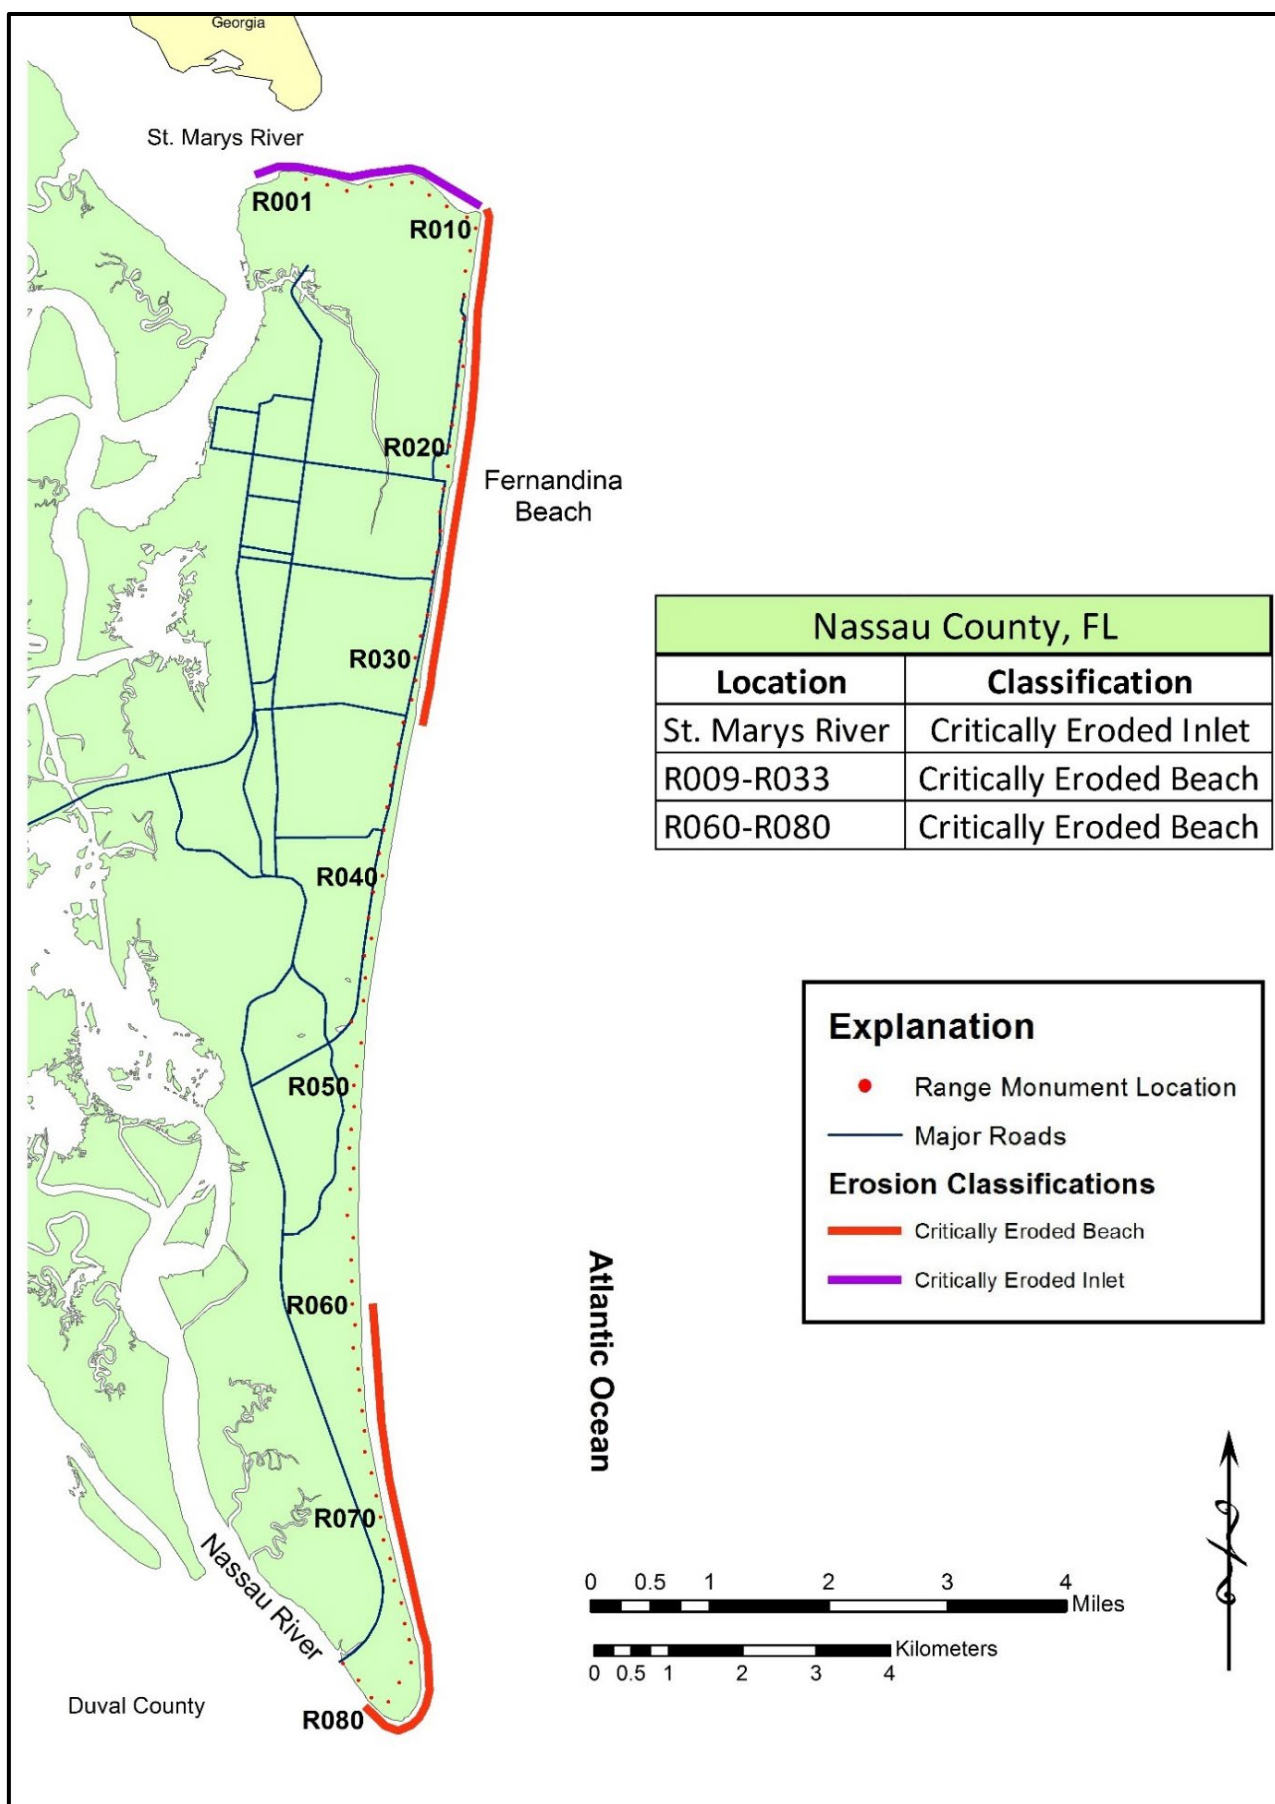 Georgia
St. Marys River
R001
R010
R020
Fernandina
Beach
Nassau County, FL
Location Classification
St. Marys River Critically Eroded Inlet
R009-R033 Critically Eroded Beach
R060-R080 Critically Eroded Beach
R030
R040
Explanation
Range Monument Location
Major Roads
Erosion Classifications
Critically Eroded Beach
Critically Eroded Inlet
R050
R060
Atlantic Ocean
R070
Nassau River
0 0.5 1 2 3 4
Miles
Kilometers
0 0.5 1 2 3 4
Duval County
R080